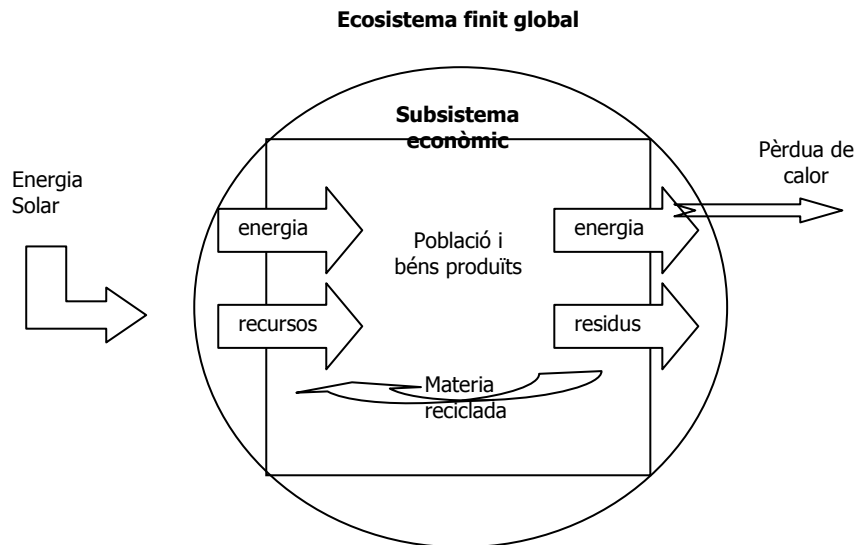 Ecosistema finit global
Subsistema
econòmic
Pèrdua de
calor
Energia
Solar
energia
energia
Població i
béns produïts
recursos
residus
Materia
reciclada